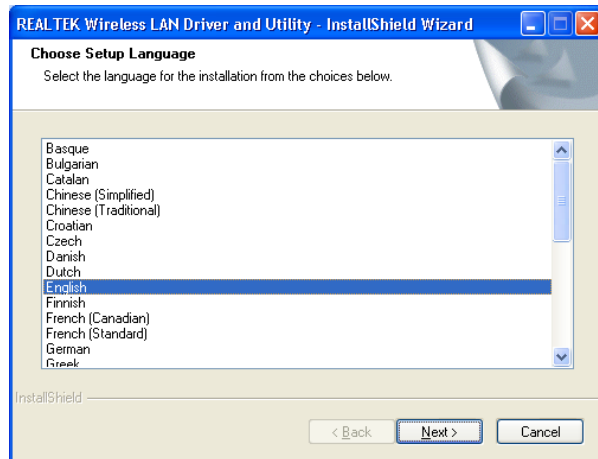 REALTEK Wireless LAN Driver and Utility - InstallShield Wizard
Choose Setup Language
Select the language for the installation from the choices below.
Basque
Bulgarian
Catalan
Chinese (Simplified)
Chinese (Traditional)
Croatian
Czech
Danish
Dutch
English
Finnish
French (Canadian)
French (Standard)
German
Greek
InstallShield
< Back Next > Cancel